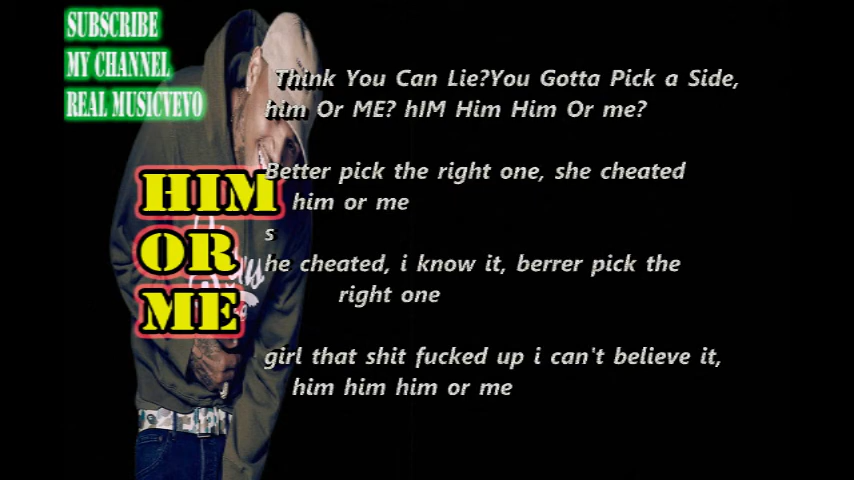 SUBSCRIBE
MY CHANNEL
REAL MUSICVEVO
HIM
OR
ME
Think You Can Lie?You Gotta Pick a Side,
him Or ME? hIM Him Him Or me?
Better pick the right one, she cheated
him or me
s
he cheated, i know it, berrer pick the
right one
girl that shit fucked up i can't believe it,
him him him or me